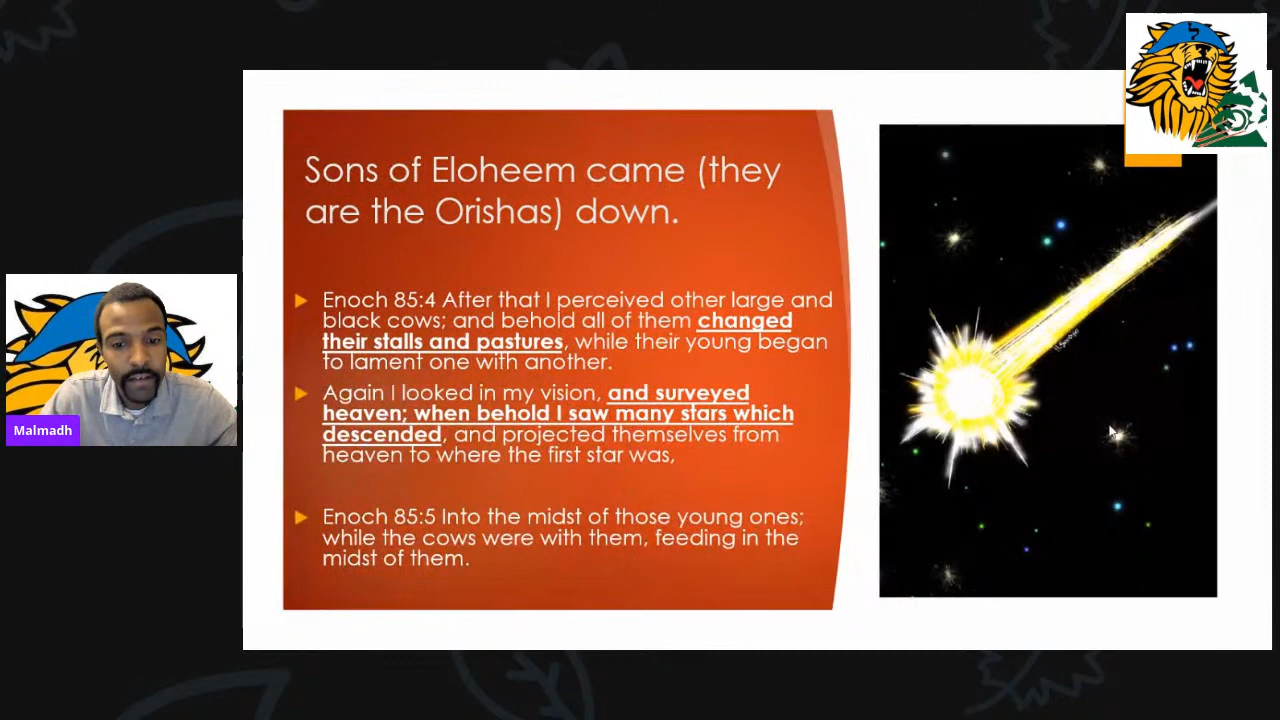 Sons of Eloheem came (they
are the Orishas) down.
Enoch 85:4 After that I perceived other large and
black cows; and behold all of them changed
their stalls and pastures, while their young began
to lament one with another.
Again I looked in my vision, and surveyed
heaven; when behold I saw many stars which
descended, and projected themselves from
heaven to where the first star was,
Enoch 85:5 Into the midst of those young ones;
while the cows were with them, feeding in the
midst of them.
Malmadh